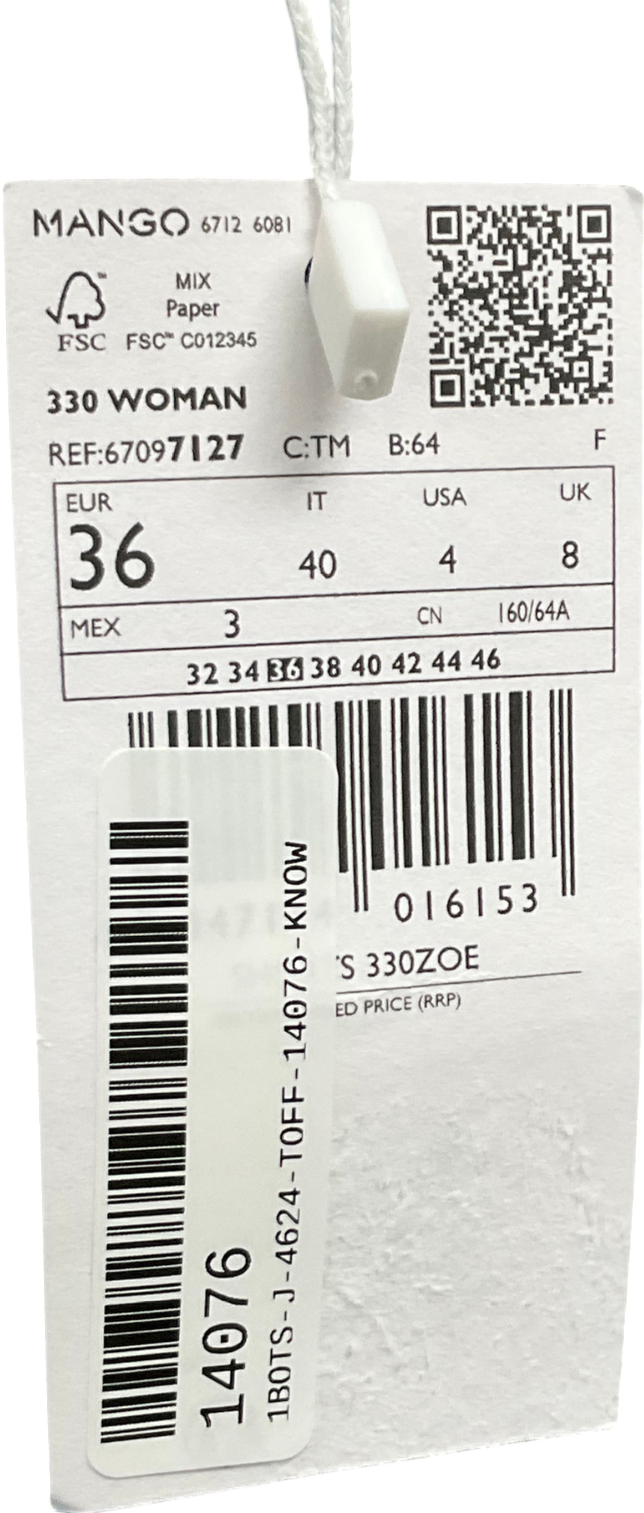 MANGO 6712 6081
MIX
Paper
FSC™ C012345
FSC
330 WOMAN
REF:67097127 C:TM B:64 F
EUR IT USA UK
36 40 4 8
MEX 3 CN 160/64A
32 34 36 38 40 42 44 46
016153
'S 330ZOE
ED PRICE (RRP)
14076
1BOTS-J-4624-TOFF-14076-KNOW